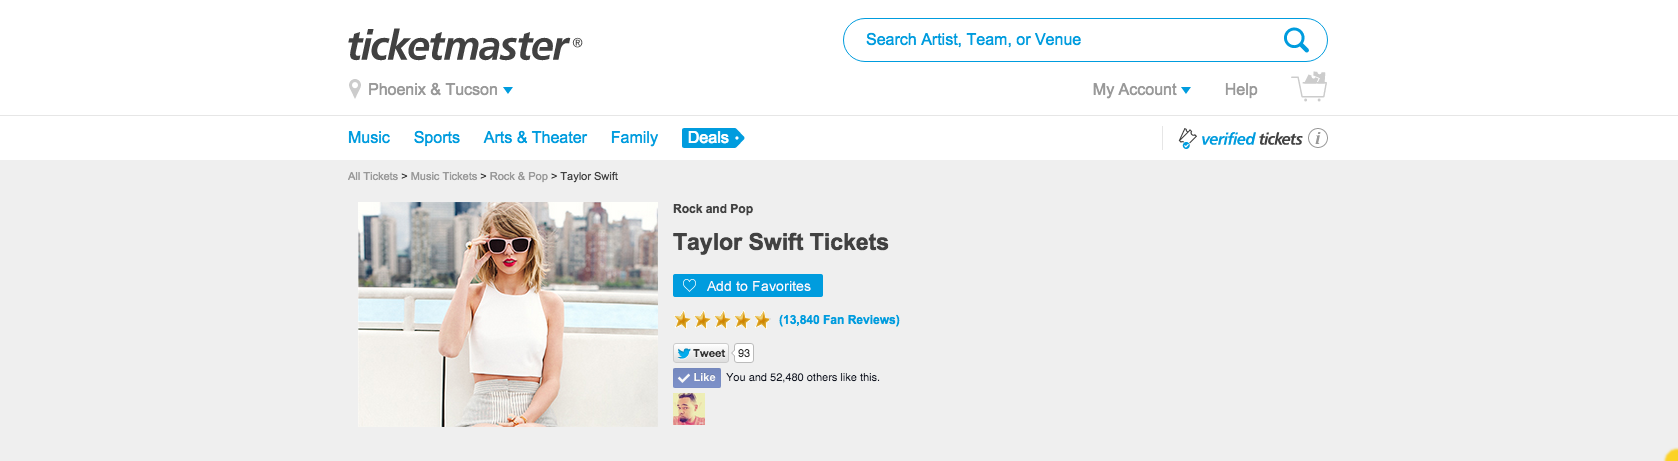 ticketmaster®
Search Artist, Team, or Venue
Phoenix & Tucson
My Account
Help
Music
Sports
Arts & Theater
Family
Deals
verified tickets i
All Tickets > Music Tickets > Rock & Pop > Taylor Swift
Rock and Pop
Taylor Swift Tickets
Add to Favorites
(13,840 Fan Reviews)
Tweet 93
Like You and 52,480 others like this.